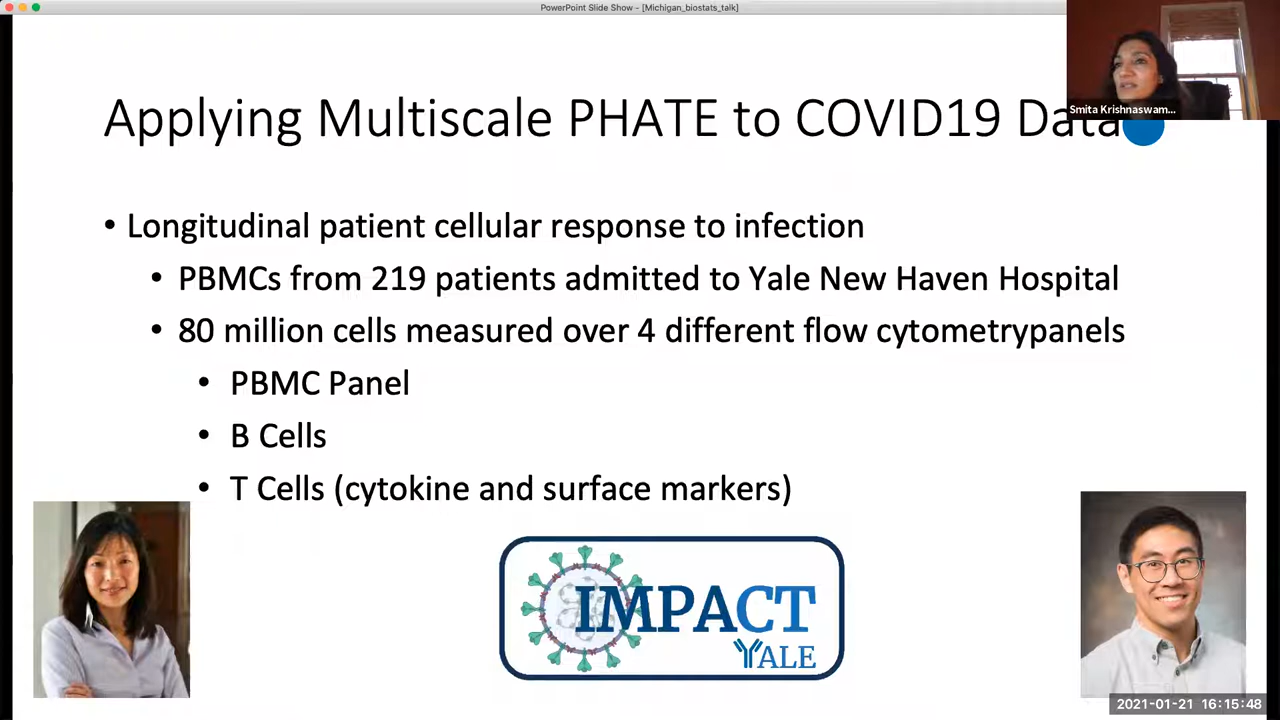 PowerPoint Slide Show - [Michigan_biostats_talk]
Smita Krishnaswam...
Applying Multiscale PHATE to COVID19 Data
• Longitudinal patient cellular response to infection
• PBMCs from 219 patients admitted to Yale New Haven Hospital
• 80 million cells measured over 4 different flow cytometrypanels
• PBMC Panel
• B Cells
• T Cells (cytokine and surface markers)
IMPACT
YALE
2021-01-21 16:15:48